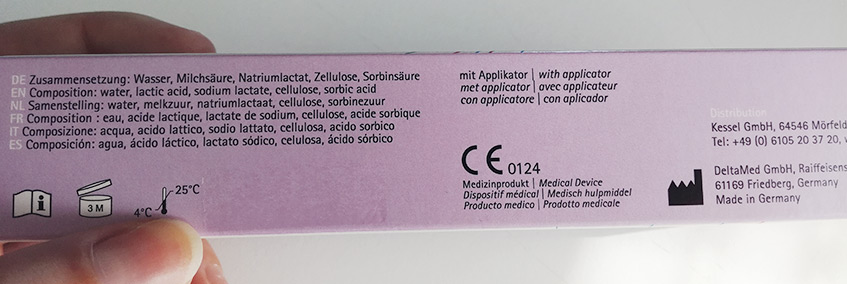 DE Zusammensetzung: Wasser, Milchsäure, Natriumlactat, Zellulose, Sorbinsäure
EN Composition: water, lactic acid, sodium lactate, cellulose, sorbic acid
NL Samenstelling: water, melkzuur, natriumlactaat, cellulose, sorbinezuur
FR Composition : eau, acide lactique, lactate de sodium, cellulose, acide sorbique
IT Composizione: acqua, acido lattico, sodio lattato, cellulosa, acido sorbico
ES Composición: agua, ácido láctico, lactato sódico, celulosa, ácido sórbico
3 M
4°C
25°C
mit Applikator | with applicator
met applicator | avec applicateur
con applicatore | con aplicador
CE 0124
Medizinprodukt | Medical Device
Dispositif médical | Medisch hulpmiddel
Producto medico | Prodotto medicale
Distribution
Kessel GmbH, 64546 Mörfeld
Tel: +49 (0) 6105 20 37 20,
DeltaMed GmbH, Raiffeisens
61169 Friedberg, Germany
Made in Germany